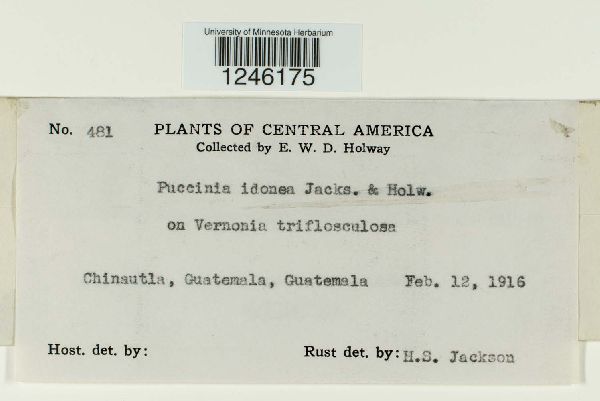 University of Minnesota Herbarium
1246175
No. 481 PLANTS OF CENTRAL AMERICA
Collected by E. W. D. Holway
Puccinia idonea Jacks. & Holw.
on Vernonia triflosculosa
Chinautla, Guatemala, Guatemala Feb. 12, 1916
Host. det. by: Rust det. by: H.S. Jackson